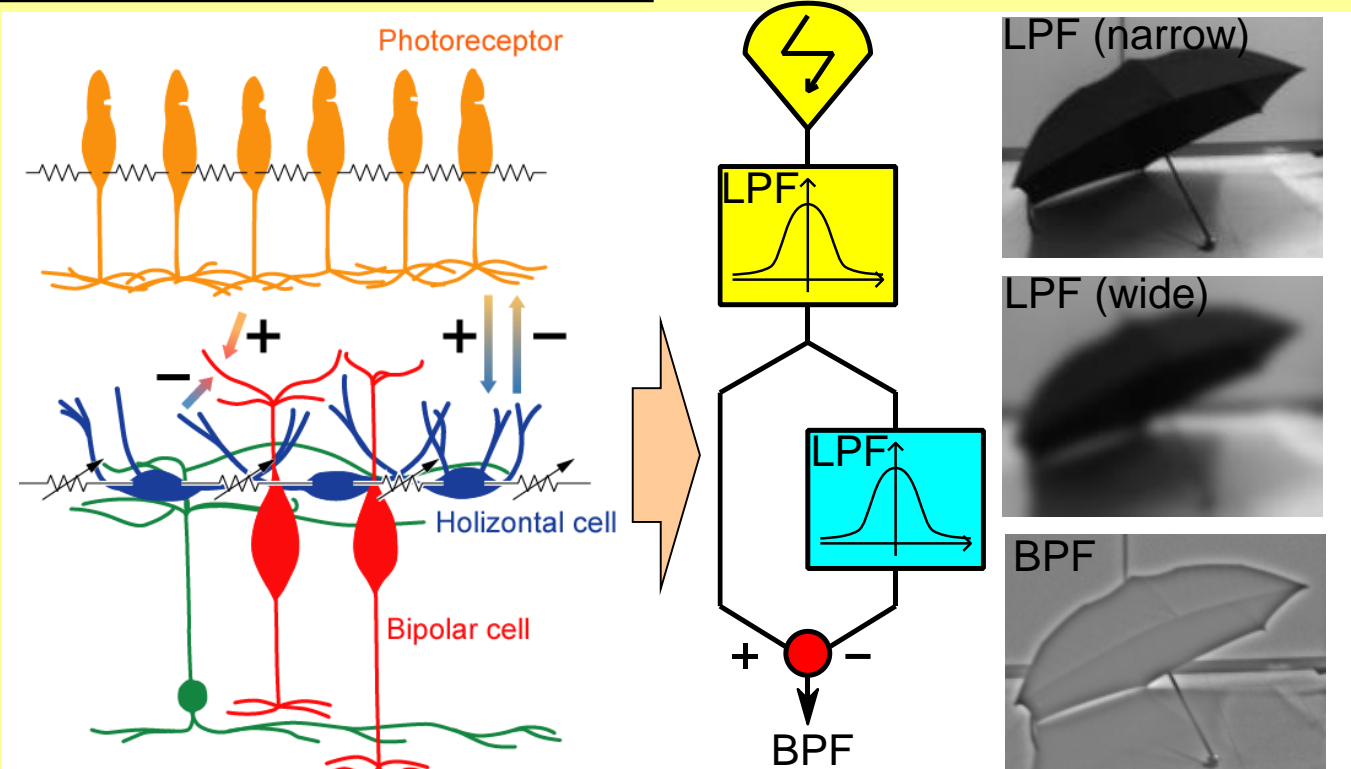 Photoreceptor
+
+
−
−
Holizontal cell
Bipolar cell
LPF
LPF
+
−
BPF
LPF (narrow)
LPF (wide)
BPF